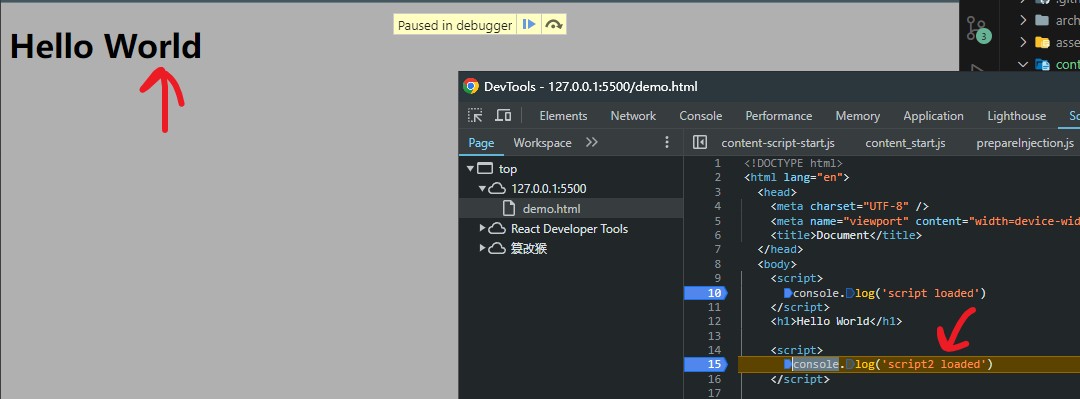 Paused in debugger
Hello World
3
arch
asse
cont
DevTools - 127.0.0.1:5500/demo.html
Elements Network Console Performance Memory Application Lighthouse
Page Workspace
content-script-start.js content_start.js prepareInjection.js
top
127.0.0.1:5500
demo.html
React Developer Tools
篡改猴
1 <!DOCTYPE html>
2 <html lang="en">
3 <head>
4 <meta charset="UTF-8" />
5 <meta name="viewport" content="width=device-wid
6 <title>Document</title>
7 </head>
8 <body>
9 <script>
10 console.log('script loaded')
11 </script>
12 <h1>Hello World</h1>
13
14 <script>
15 console.log('script2 loaded')
16 </script>
17